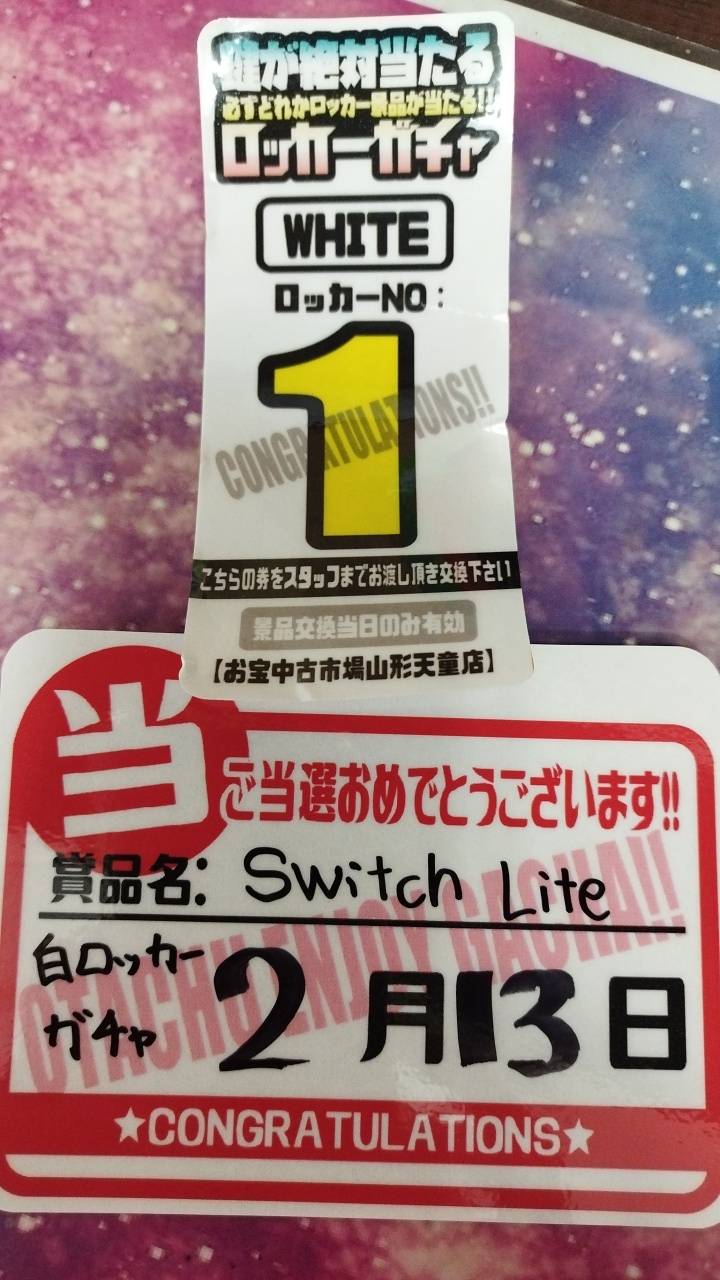 鍵が絶対当たる
必ずどれかロッカー景品が当たる!!
ロッカーガチャ
WHITE
ロッカーNO:
1
CONGRATULATIONS!!
こちらの券をスタッフまでお渡し頂き交換下さい
景品交換当日のみ有効
【お宝中古市場山形天童店】
当
ご当選おめでとうございます!!
賞品名: Switch Lite
白ロッカー
ガチャ
2月13日
OTACHU ENJOY GACHA!!
★CONGRATULATIONS★